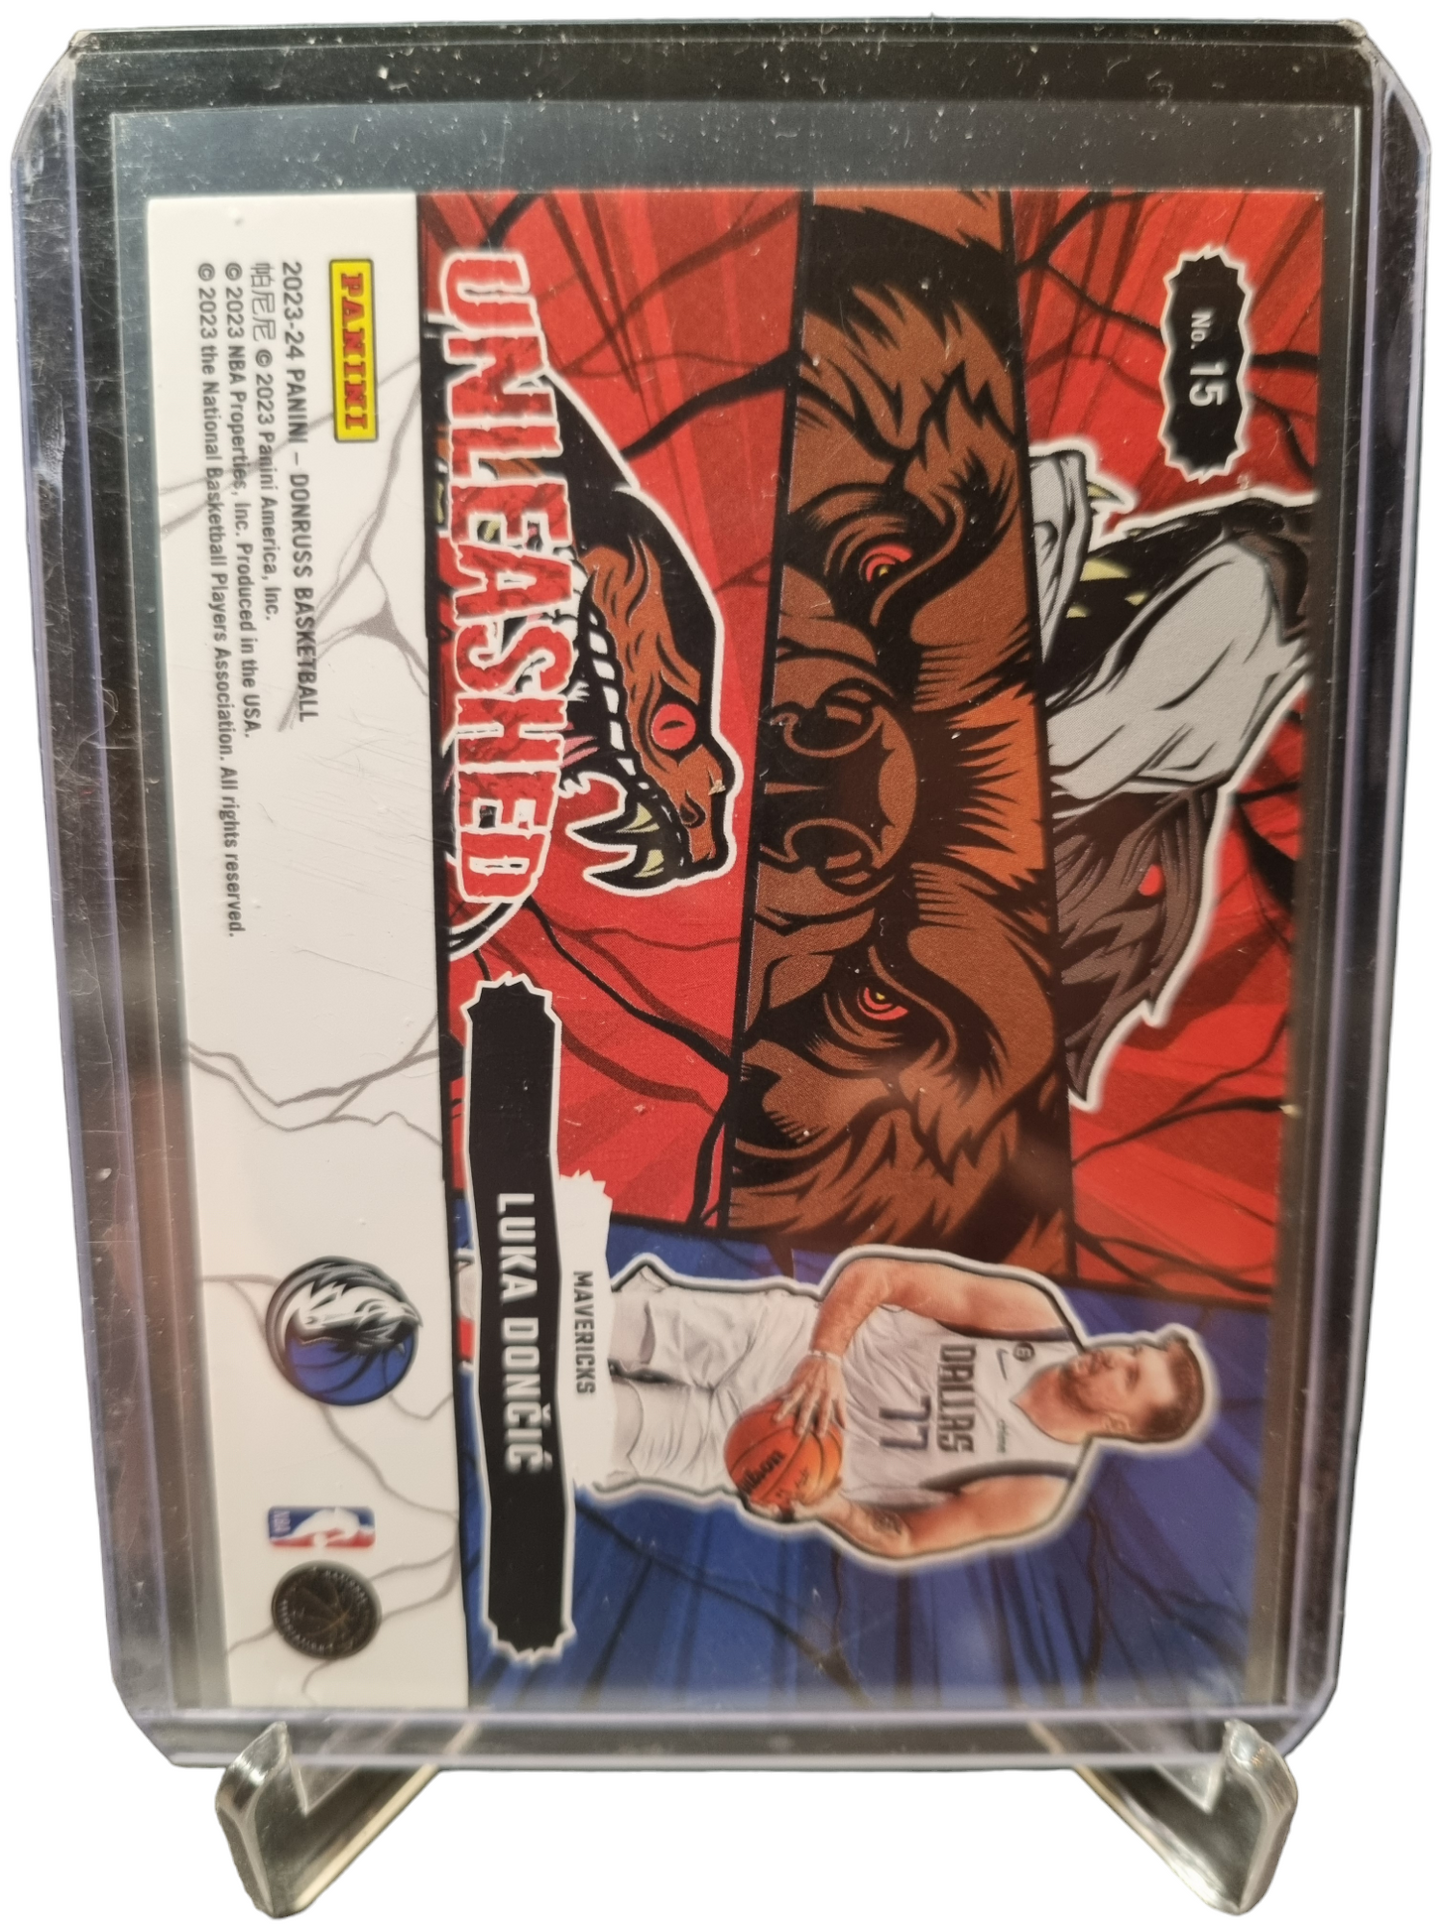 No. 15
DALLAS
77
Wilson
MAVERICKS
LUKA DONČIĆ
UNLEASHED
PANINI
2023-24 PANINI – DONRUSS BASKETBALL
帕尼尼 © 2023 Panini America, Inc.
© 2023 NBA Properties, Inc. Produced in the USA.
© 2023 the National Basketball Players Association. All rights reserved.
NBA